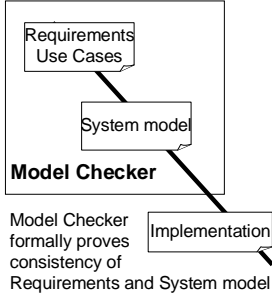 Requirements
Use Cases
System model
Model Checker
Model Checker
formally proves
consistency of
Requirements and System model
Implementation